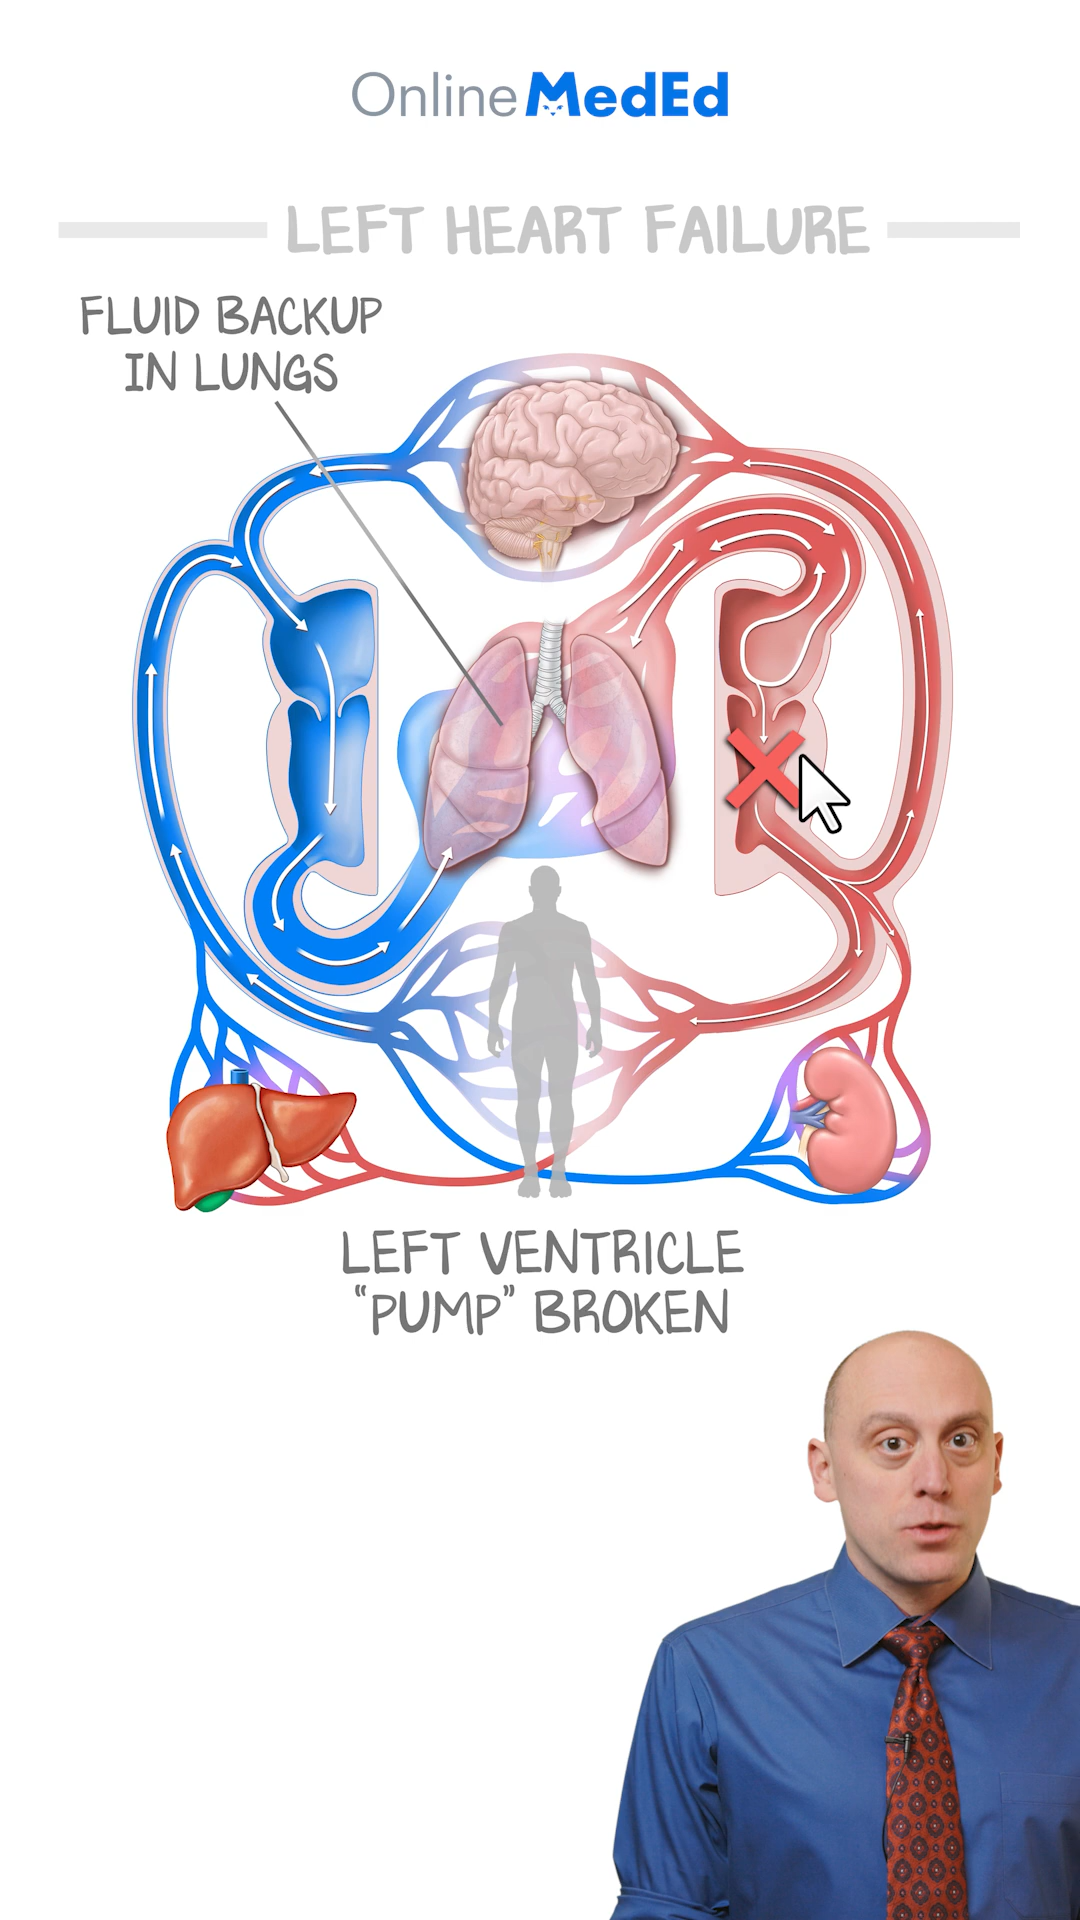 OnlineMedEd
LEFT HEART FAILURE
FLUID BACKUP
IN LUNGS
LEFT VENTRICLE
“PUMP” BROKEN